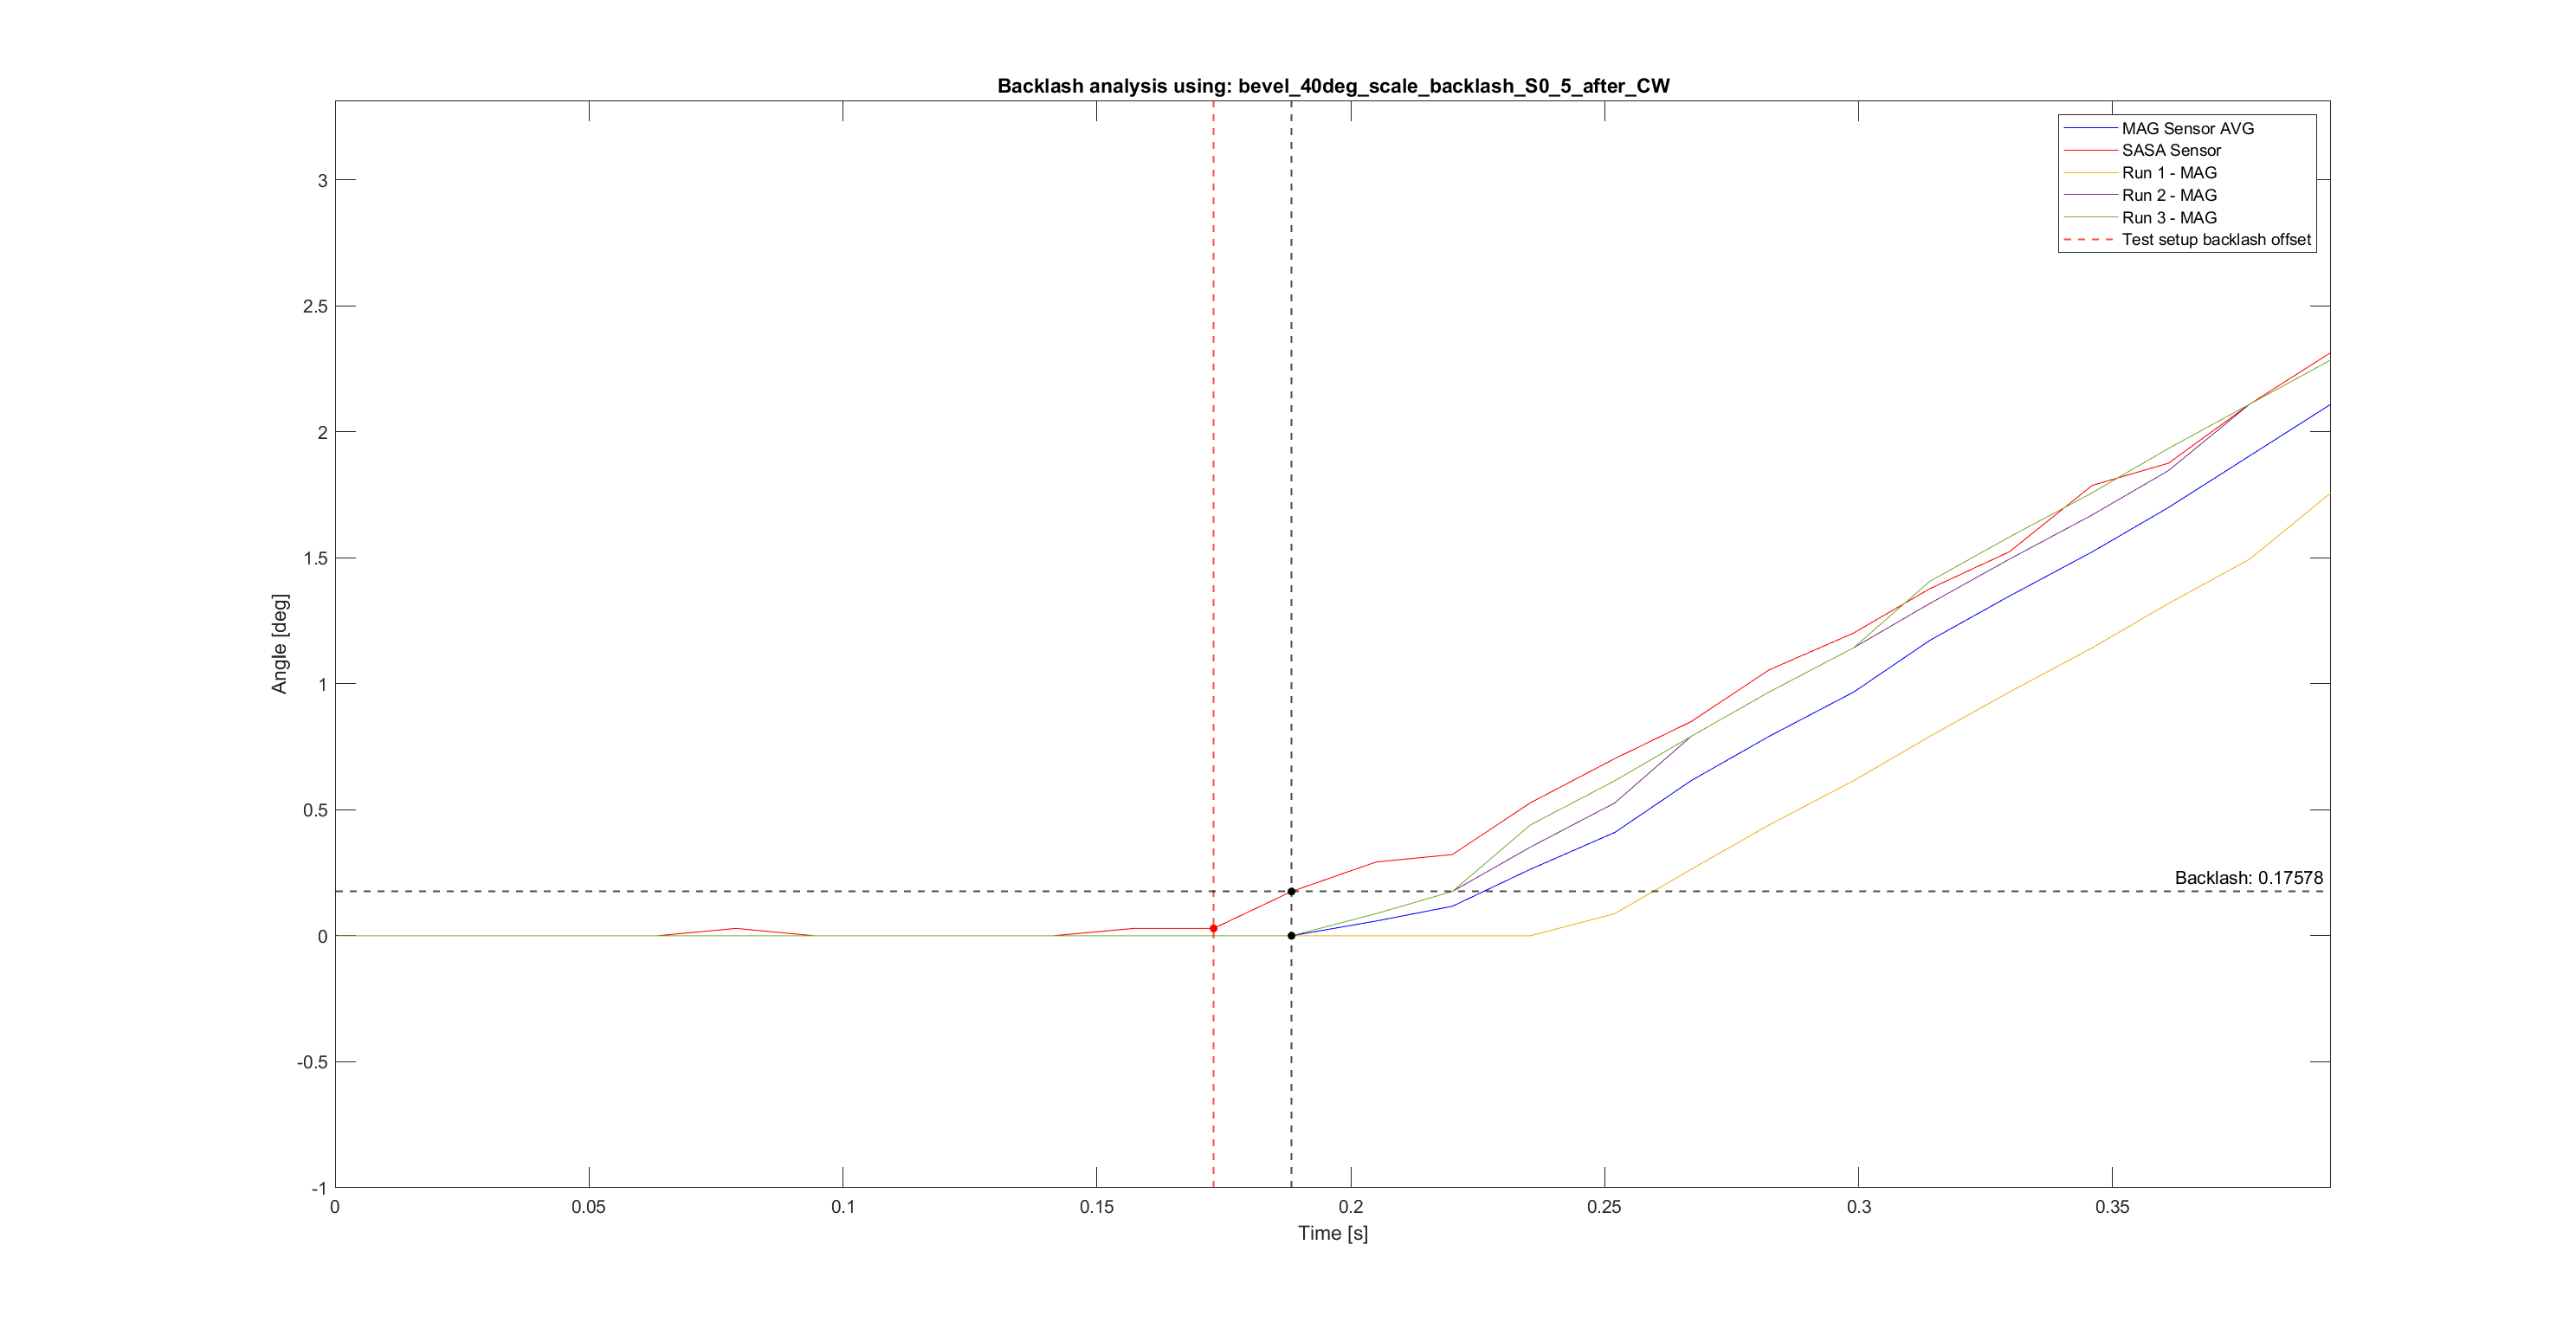 Backlash analysis using: bevel_40deg_scale_backlash_S0_5_after_CW
MAG Sensor AVG
SASA Sensor
Run 1 - MAG
Run 2 - MAG
Run 3 - MAG
Test setup backlash offset
3
2.5
2
1.5
1
0.5
0
-0.5
-1
Angle [deg]
Backlash: 0.17578
0
0.05
0.1
0.15
0.2
0.25
0.3
0.35
Time [s]